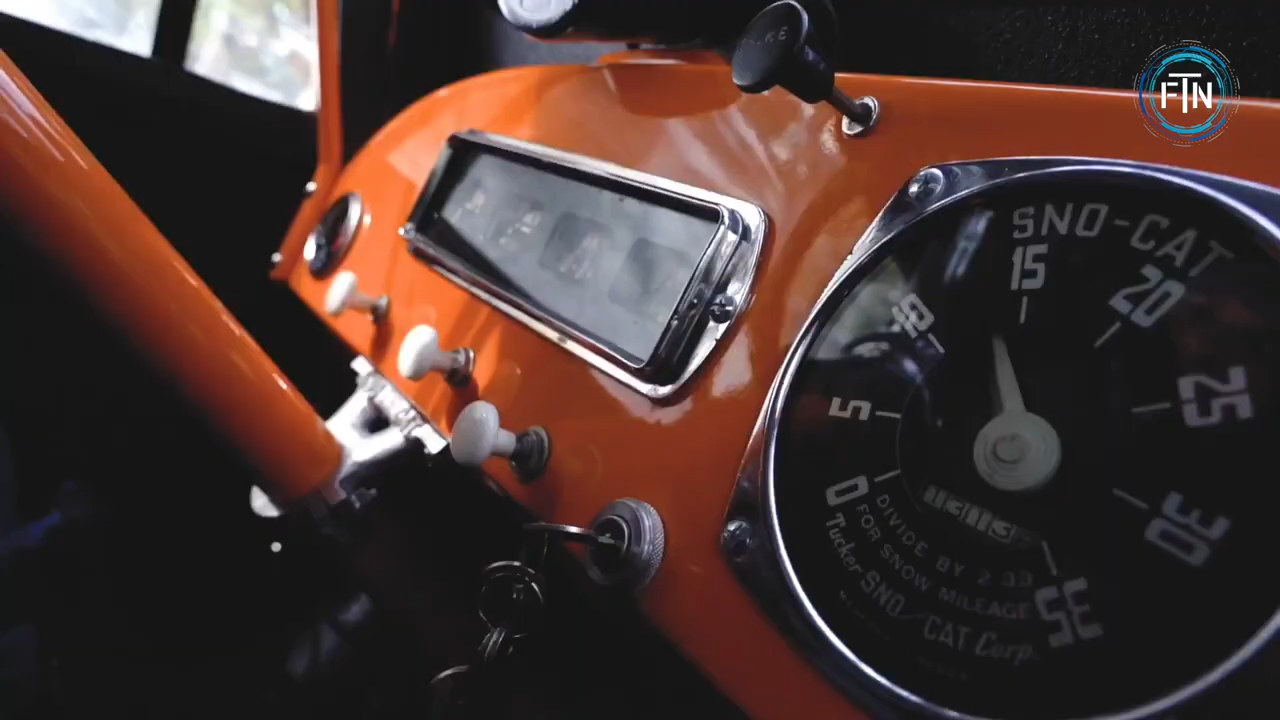 FTN
SNO-CAT
0
5
10
15
20
25
30
35
DIVIDE BY 2.33
FOR SNOW MILEAGE
Tucker SNO-CAT Corp.